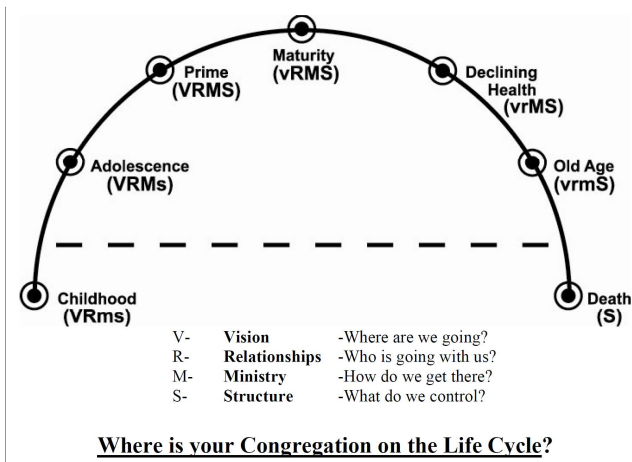 Maturity
(vRMS)
Prime
(VRMS)
Declining
Health
(vrMS)
Adolescence
(VRMs)
Old Age
(vrmS)
Childhood
(VRms)
Death
(S)
V- Vision -Where are we going?
R- Relationships -Who is going with us?
M- Ministry -How do we get there?
S- Structure -What do we control?
Where is your Congregation on the Life Cycle?